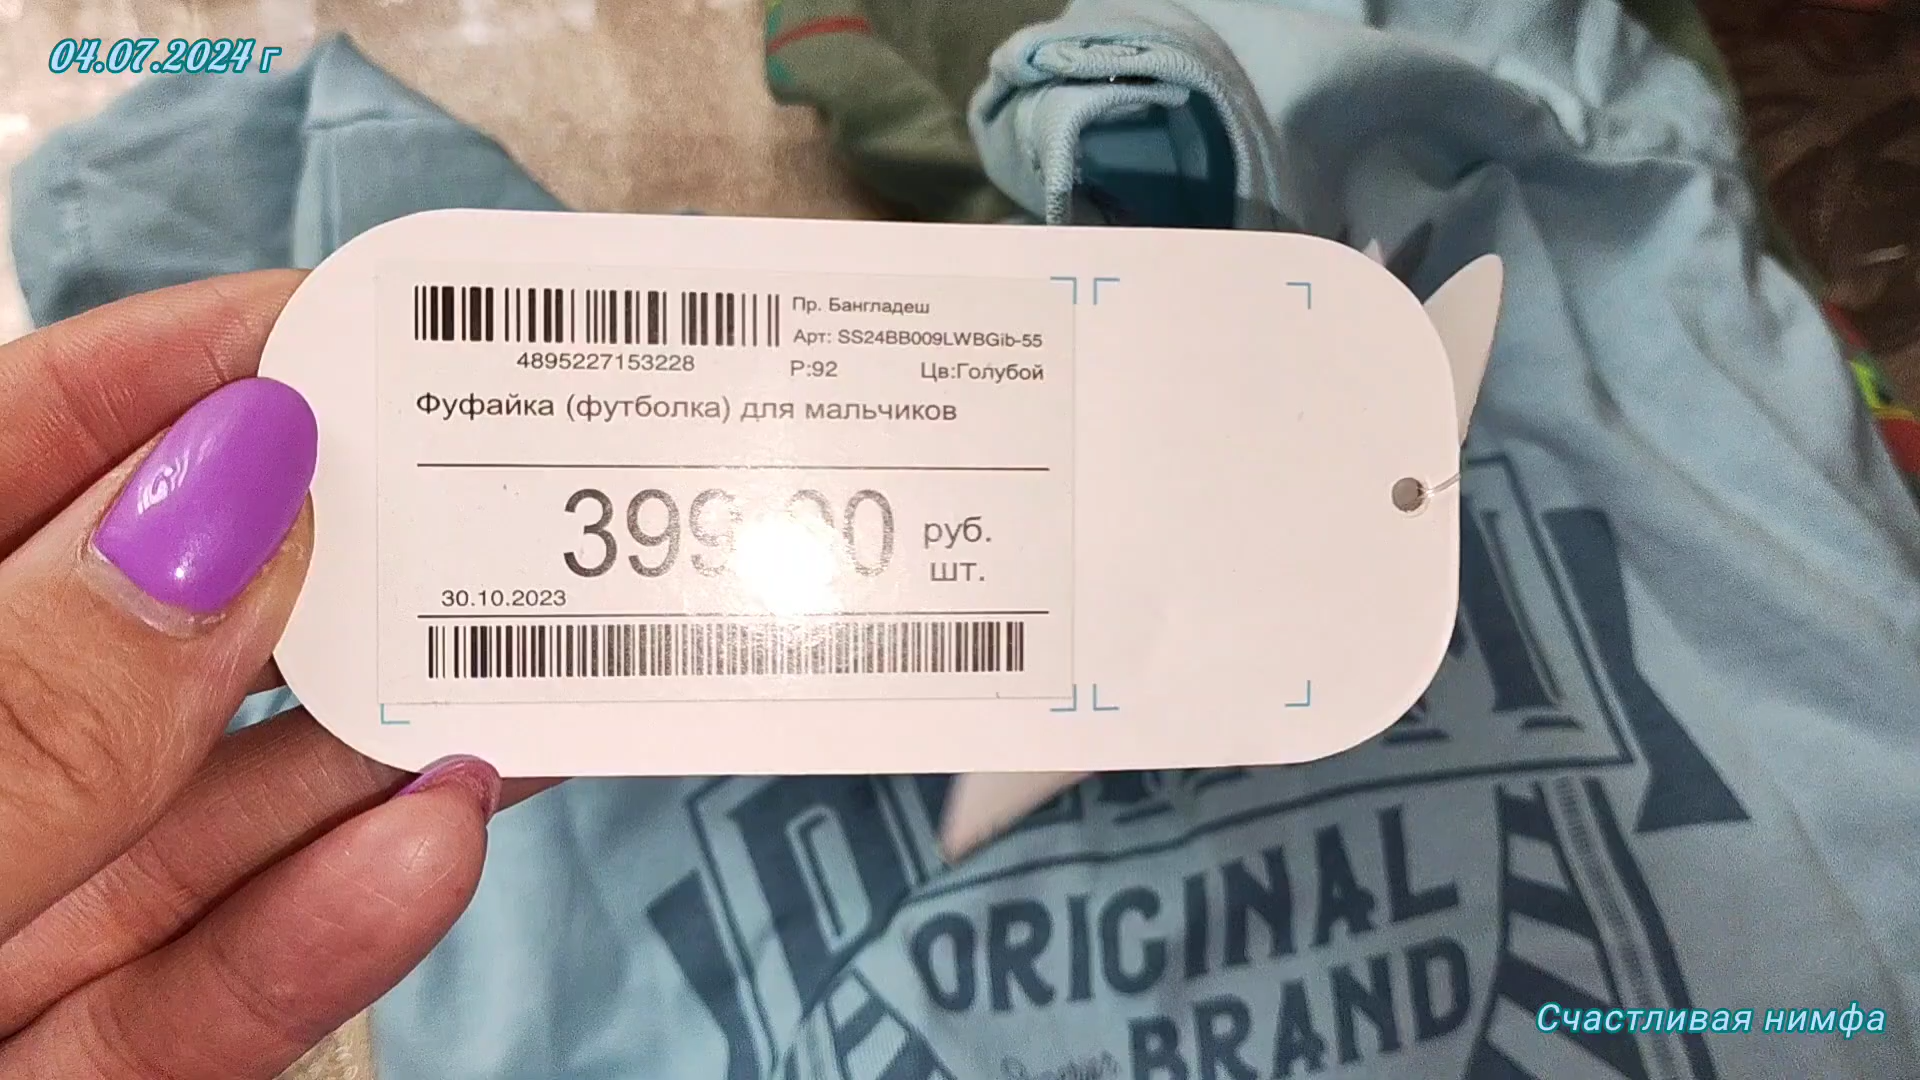 04.07.2024 г
Пр. Бангладеш
Арт: SS24BB009LWBGib-55
4895227153228
Р:92 Цв:Голубой
Фуфайка (футболка) для мальчиков
руб.
шт.
30.10.2023
ORIGINAL
BRAND
Счастливая нимфа